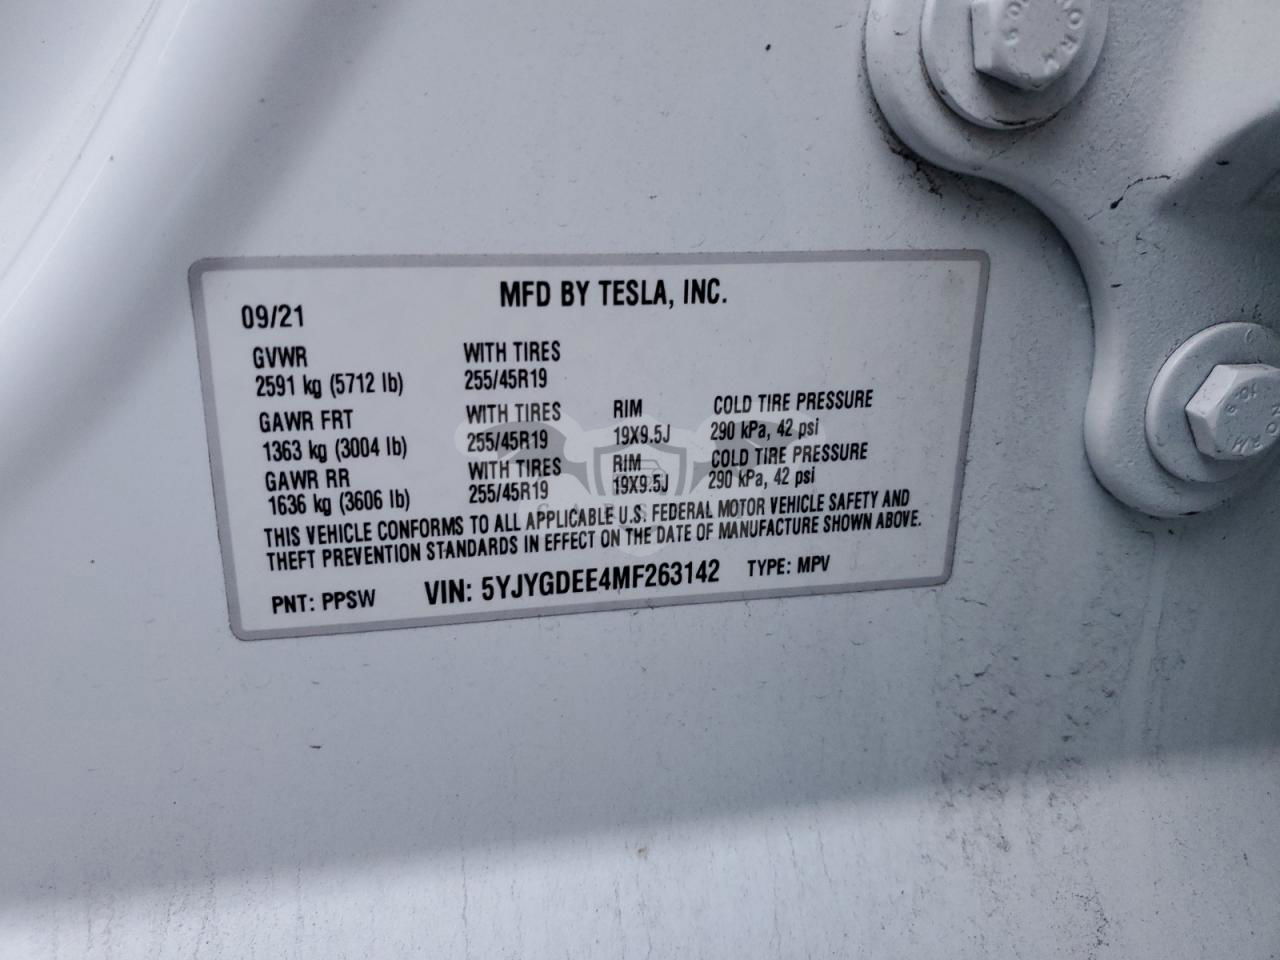 MFD BY TESLA, INC.
09/21
GVWR WITH TIRES
2591 kg (5712 lb) 255/45R19
GAWR FRT WITH TIRES RIM COLD TIRE PRESSURE
1363 kg (3004 lb) 255/45R19 19X9.5J 290 kPa, 42 psi
GAWR RR WITH TIRES RIM COLD TIRE PRESSURE
1636 kg (3606 lb) 255/45R19 19X9.5J 290 kPa, 42 psi
THIS VEHICLE CONFORMS TO ALL APPLICABLE U.S. FEDERAL MOTOR VEHICLE SAFETY AND
THEFT PREVENTION STANDARDS IN EFFECT ON THE DATE OF MANUFACTURE SHOWN ABOVE.
PNT: PPSW VIN: 5YJYGDEE4MF263142 TYPE: MPV